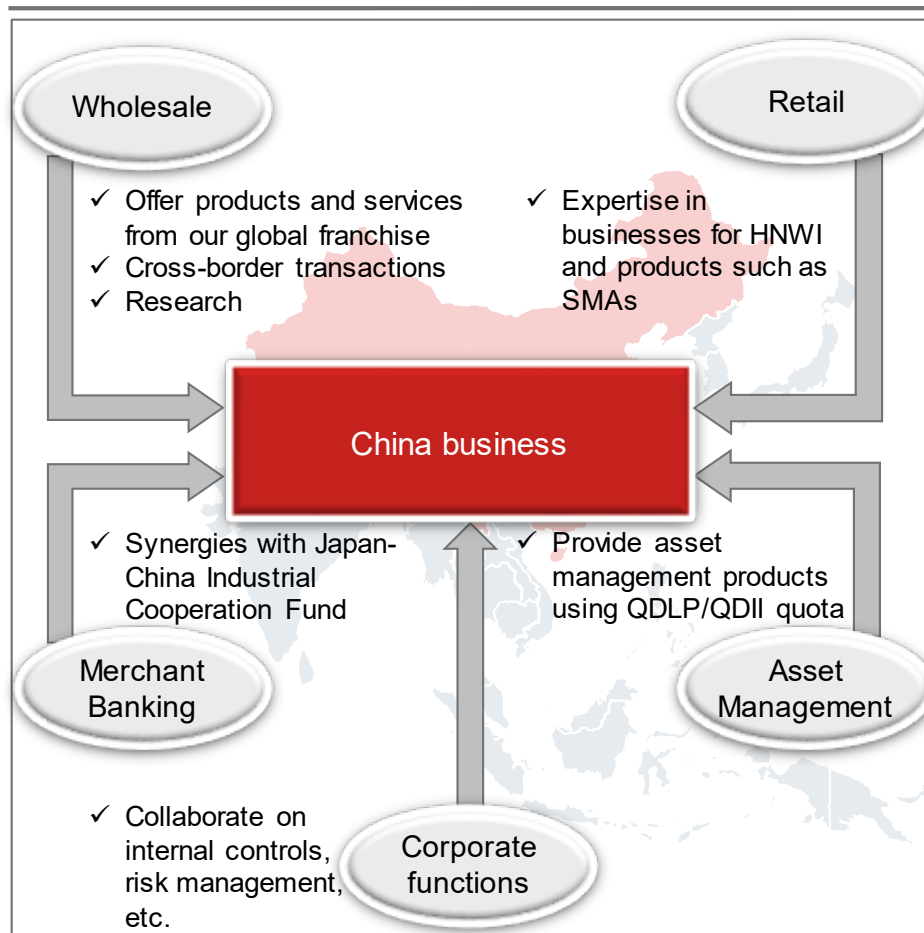 Wholesale
Retail
✓ Offer products and services
from our global franchise
✓ Cross-border transactions
✓ Research
✓ Expertise in
businesses for HNWI
and products such as
SMAs
China business
✓ Synergies with Japan-
China Industrial
Cooperation Fund
✓ Provide asset
management products
using QDLP/QDII quota
Merchant
Banking
Asset
Management
✓ Collaborate on
internal controls,
risk management,
etc.
Corporate
functions